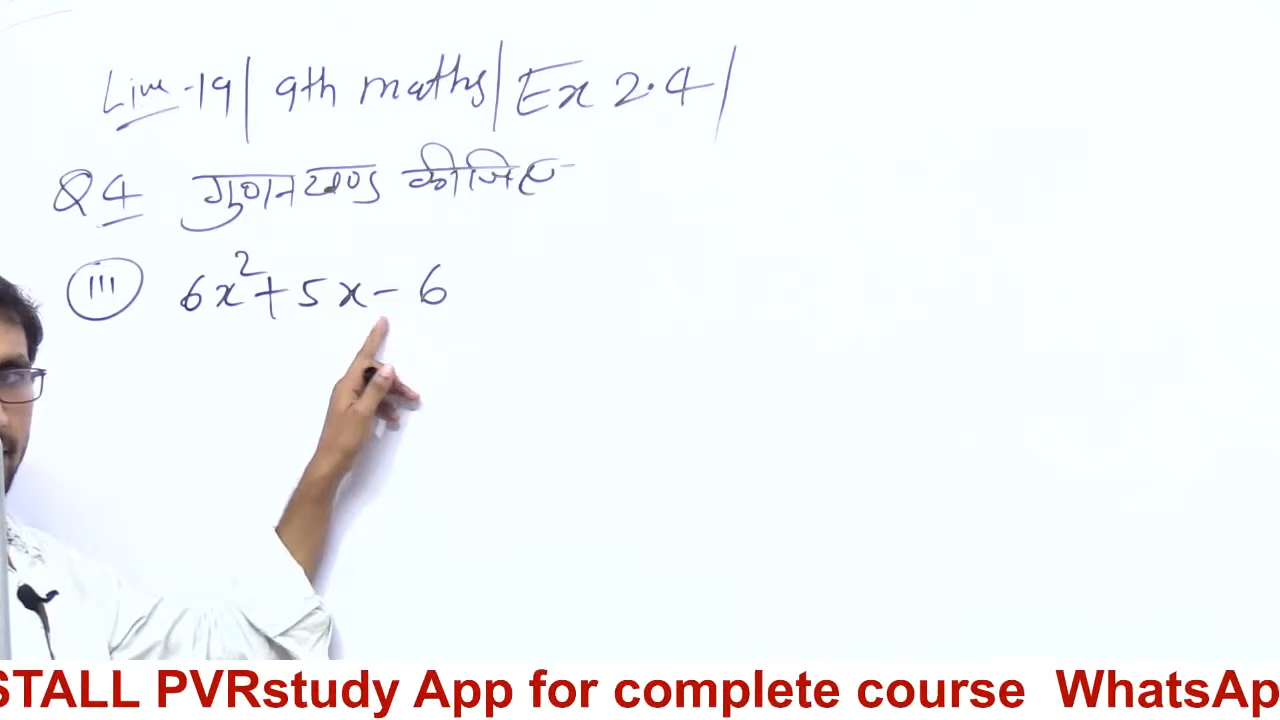 Live-19| 9th maths| Ex 2.4|
Q4 गुणनखण्ड कीजिए
(iii) 6x²+5x-6
STALL PVRstudy App for complete course WhatsAp